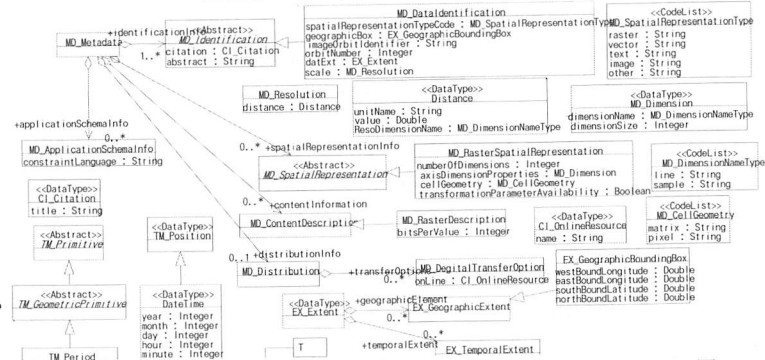 MD_Metadata
+identificationInfo
1..*
<<Abstract>>
MD_Identification
citation : CI_Citation
abstract : String
MD_DataIdentification
spatialRepresentationTypeCode : MD_SpatialRepresentationType
geographicBox : EX_GeographicBoundingBox
imageOrbitIdentifier : String
orbitNumber : Integer
datExt : EX_Extent
scale : MD_Resolution
<<CodeList>>
MD_SpatialRepresentationType
raster : String
vector : String
text : String
image : String
other : String
MD_Resolution
distance : Distance
<<DataType>>
Distance
unitName : String
value : Double
ResoDimensionName : MD_DimensionNameType
<<DataType>>
MD_Dimension
dimensionName : MD_DimensionNameType
dimensionSize : Integer
+applicationSchemaInfo
0..*
MD_ApplicationSchemaInfo
constraintLanguage : String
0..* +spatialRepresentationInfo
<<Abstract>>
MD_SpatialRepresentation
MD_RasterSpatialRepresentation
numberOfDimensions : Integer
axisDimensionProperties : MD_Dimension
cellGeometry : MD_CellGeometry
transformationParameterAvailability : Boolean
<<CodeList>>
MD_DimensionNameType
line : String
sample : String
<<DataType>>
CI_Citation
title : String
<<Abstract>>
TM_Primitive
<<DataType>>
TM_Position
0..* +contentInformation
MD_ContentDescription
MD_RasterDescription
bitsPerValue : Integer
<<DataType>>
CI_OnlineResource
name : String
<<CodeList>>
MD_CellGeometry
matrix : String
pixel : String
0..1 +distributionInfo
MD_Distribution
+transferOptions
0..*
MD_DegitalTransferOption
onLine : CI_OnlineResource
EX_GeographicBoundingBox
westBoundLongitude : Double
eastBoundLongitude : Double
southBoundLatitude : Double
northBoundLatitude : Double
<<Abstract>>
TM_GeometricPrimitive
<<DataType>>
DateTime
year : Integer
month : Integer
day : Integer
hour : Integer
minute : Integer
<<DataType>>
EX_Extent
+geographicElement
0..*
EX_GeographicExtent
0..*
+temporalExtent
EX_TemporalExtent
TM_Period
T